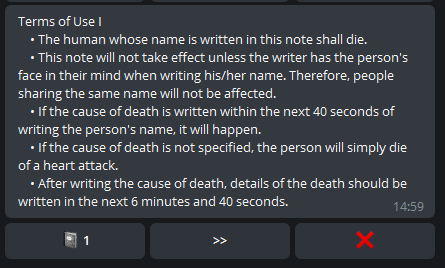 Terms of Use I
• The human whose name is written in this note shall die.
• This note will not take effect unless the writer has the person's
face in their mind when writing his/her name. Therefore, people
sharing the same name will not be affected.
• If the cause of death is written within the next 40 seconds of
writing the person's name, it will happen.
• If the cause of death is not specified, the person will simply die
of a heart attack.
• After writing the cause of death, details of the death should be
written in the next 6 minutes and 40 seconds.
14:59
1
>>